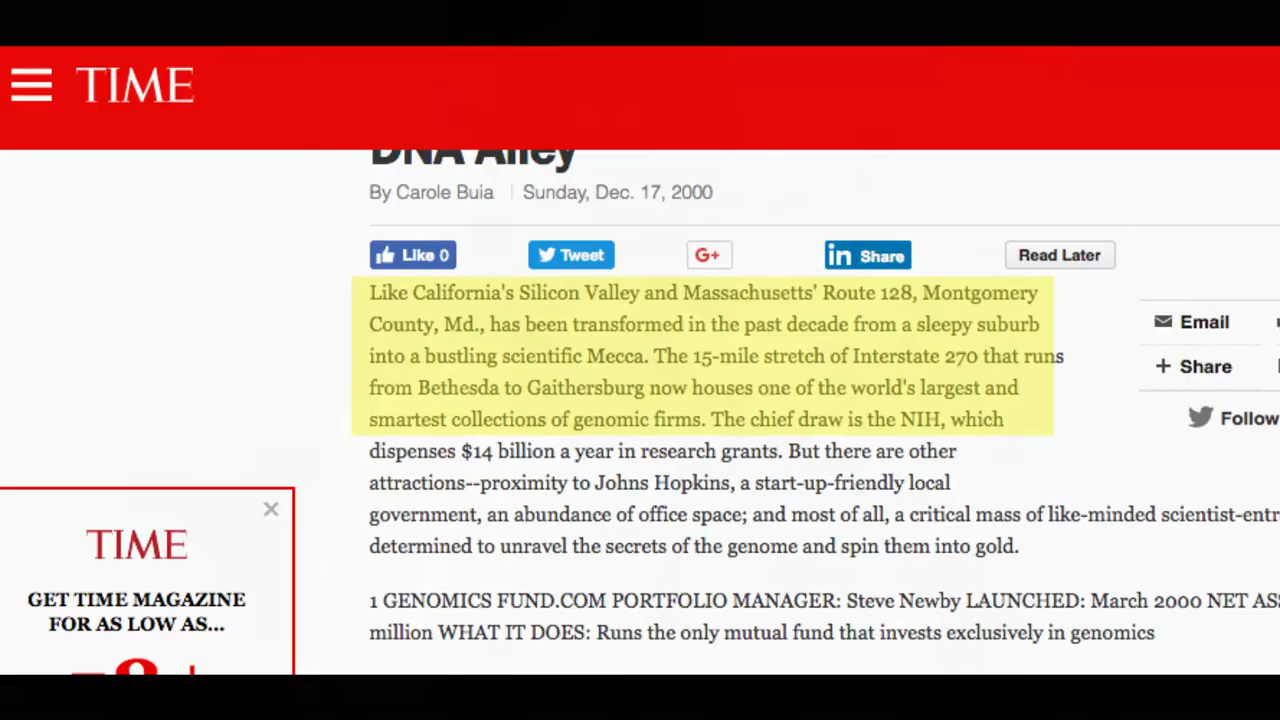 TIME
DNA Alley
By Carole Buia | Sunday, Dec. 17, 2000
Like 0 Tweet G+ in Share Read Later
Like California's Silicon Valley and Massachusetts' Route 128, Montgomery
County, Md., has been transformed in the past decade from a sleepy suburb
into a bustling scientific Mecca. The 15-mile stretch of Interstate 270 that runs
from Bethesda to Gaithersburg now houses one of the world's largest and
smartest collections of genomic firms. The chief draw is the NIH, which
dispenses $14 billion a year in research grants. But there are other
attractions--proximity to Johns Hopkins, a start-up-friendly local
government, an abundance of office space; and most of all, a critical mass of like-minded scientist-entr
determined to unravel the secrets of the genome and spin them into gold.
1 GENOMICS FUND.COM PORTFOLIO MANAGER: Steve Newby LAUNCHED: March 2000 NET ASS
million WHAT IT DOES: Runs the only mutual fund that invests exclusively in genomics
Email
+ Share
Follow
×
TIME
GET TIME MAGAZINE
FOR AS LOW AS...